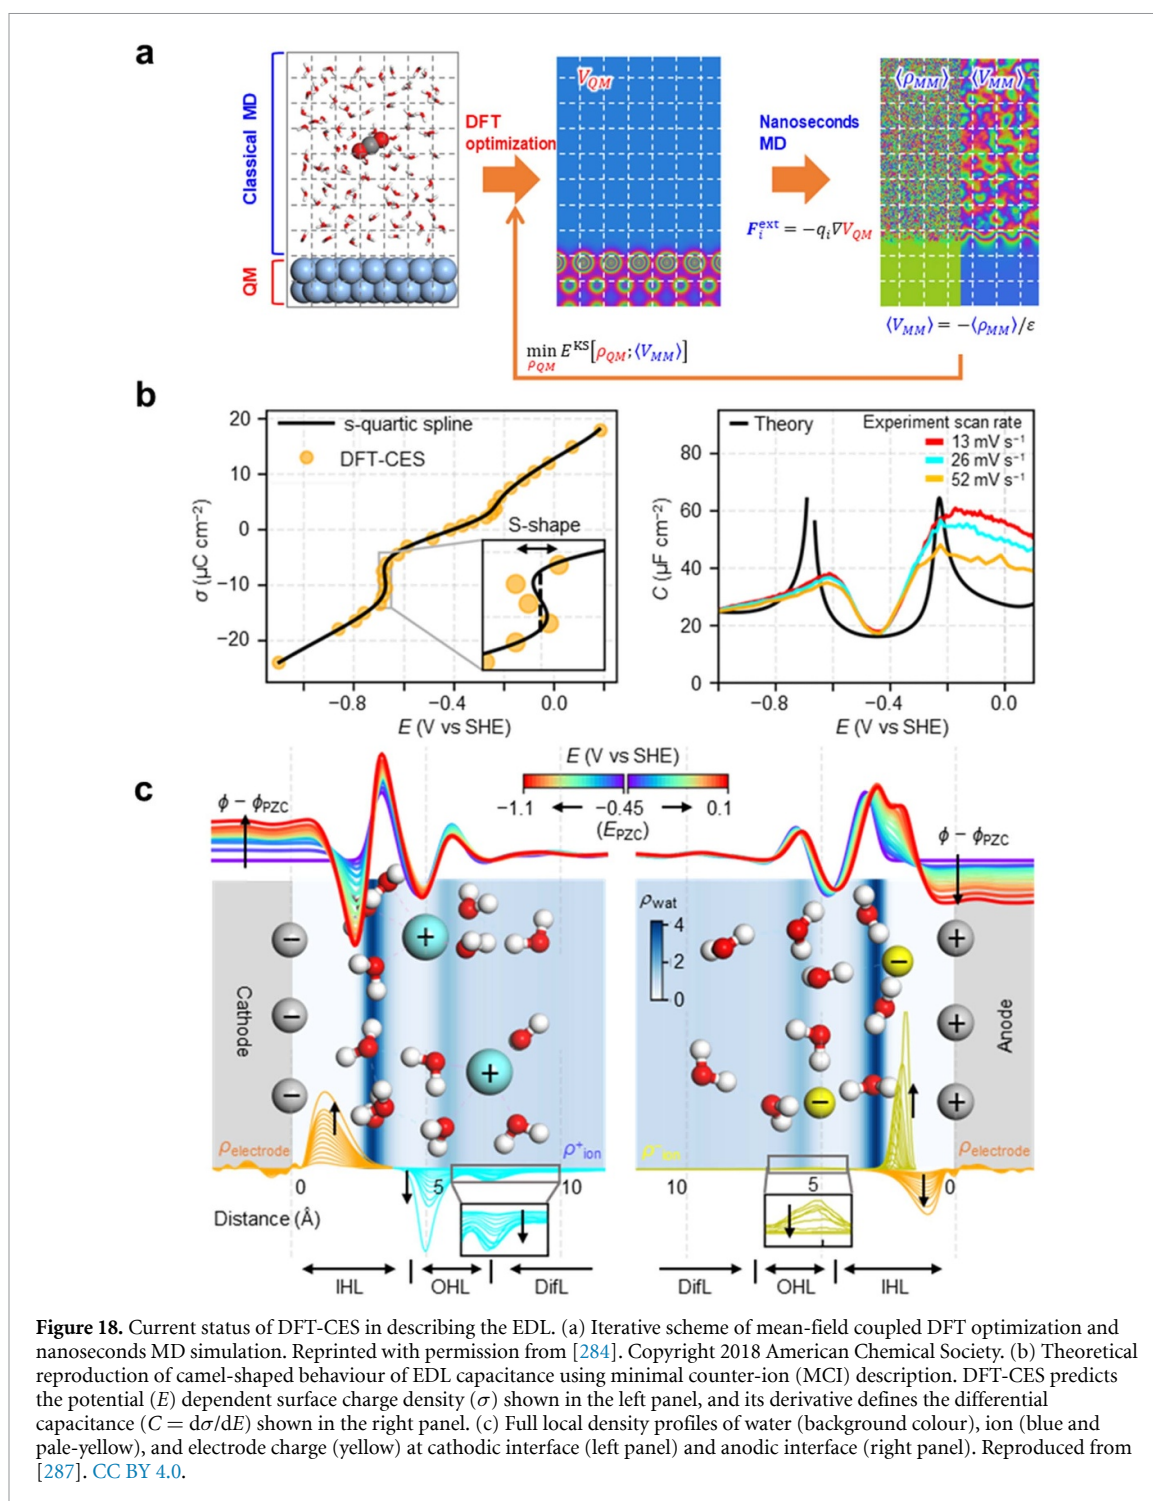 a
Classical MD
QM
DFT
optimization
V_QM
Nanoseconds
MD
F_i^ext = −q_i∇V_QM
⟨ρ_MM⟩ ⟨V_MM⟩
⟨V_MM⟩ = −⟨ρ_MM⟩/ε
min E^KS[ρ_QM; ⟨V_MM⟩]
ρ_QM
b
s-quartic spline
DFT-CES
S-shape
20
10
0
−10
−20
σ (μC cm⁻²)
−0.8 −0.4 0.0
E (V vs SHE)
Theory
Experiment scan rate
13 mV s⁻¹
26 mV s⁻¹
52 mV s⁻¹
80
60
40
20
0
C (μF cm⁻²)
−0.8 −0.4 0.0
E (V vs SHE)
c
E (V vs SHE)
−1.1 −0.45 0.1
(E_PZC)
ϕ − ϕ_PZC
ϕ − ϕ_PZC
ρ_wat
4
2
0
+
+
− − −
Cathode
−
−
+ + +
Anode
ρ_electrode
ρ⁺_ion
ρ⁻_ion
ρ_electrode
0 5 10
10 5 0
Distance (Å)
IHL OHL DifL
DifL OHL IHL
Figure 18. Current status of DFT-CES in describing the EDL. (a) Iterative scheme of mean-field coupled DFT optimization and
nanoseconds MD simulation. Reprinted with permission from [284]. Copyright 2018 American Chemical Society. (b) Theoretical
reproduction of camel-shaped behaviour of EDL capacitance using minimal counter-ion (MCI) description. DFT-CES predicts
the potential (E) dependent surface charge density (σ) shown in the left panel, and its derivative defines the differential
capacitance (C = dσ/dE) shown in the right panel. (c) Full local density profiles of water (background colour), ion (blue and
pale-yellow), and electrode charge (yellow) at cathodic interface (left panel) and anodic interface (right panel). Reproduced from
[287]. CC BY 4.0.